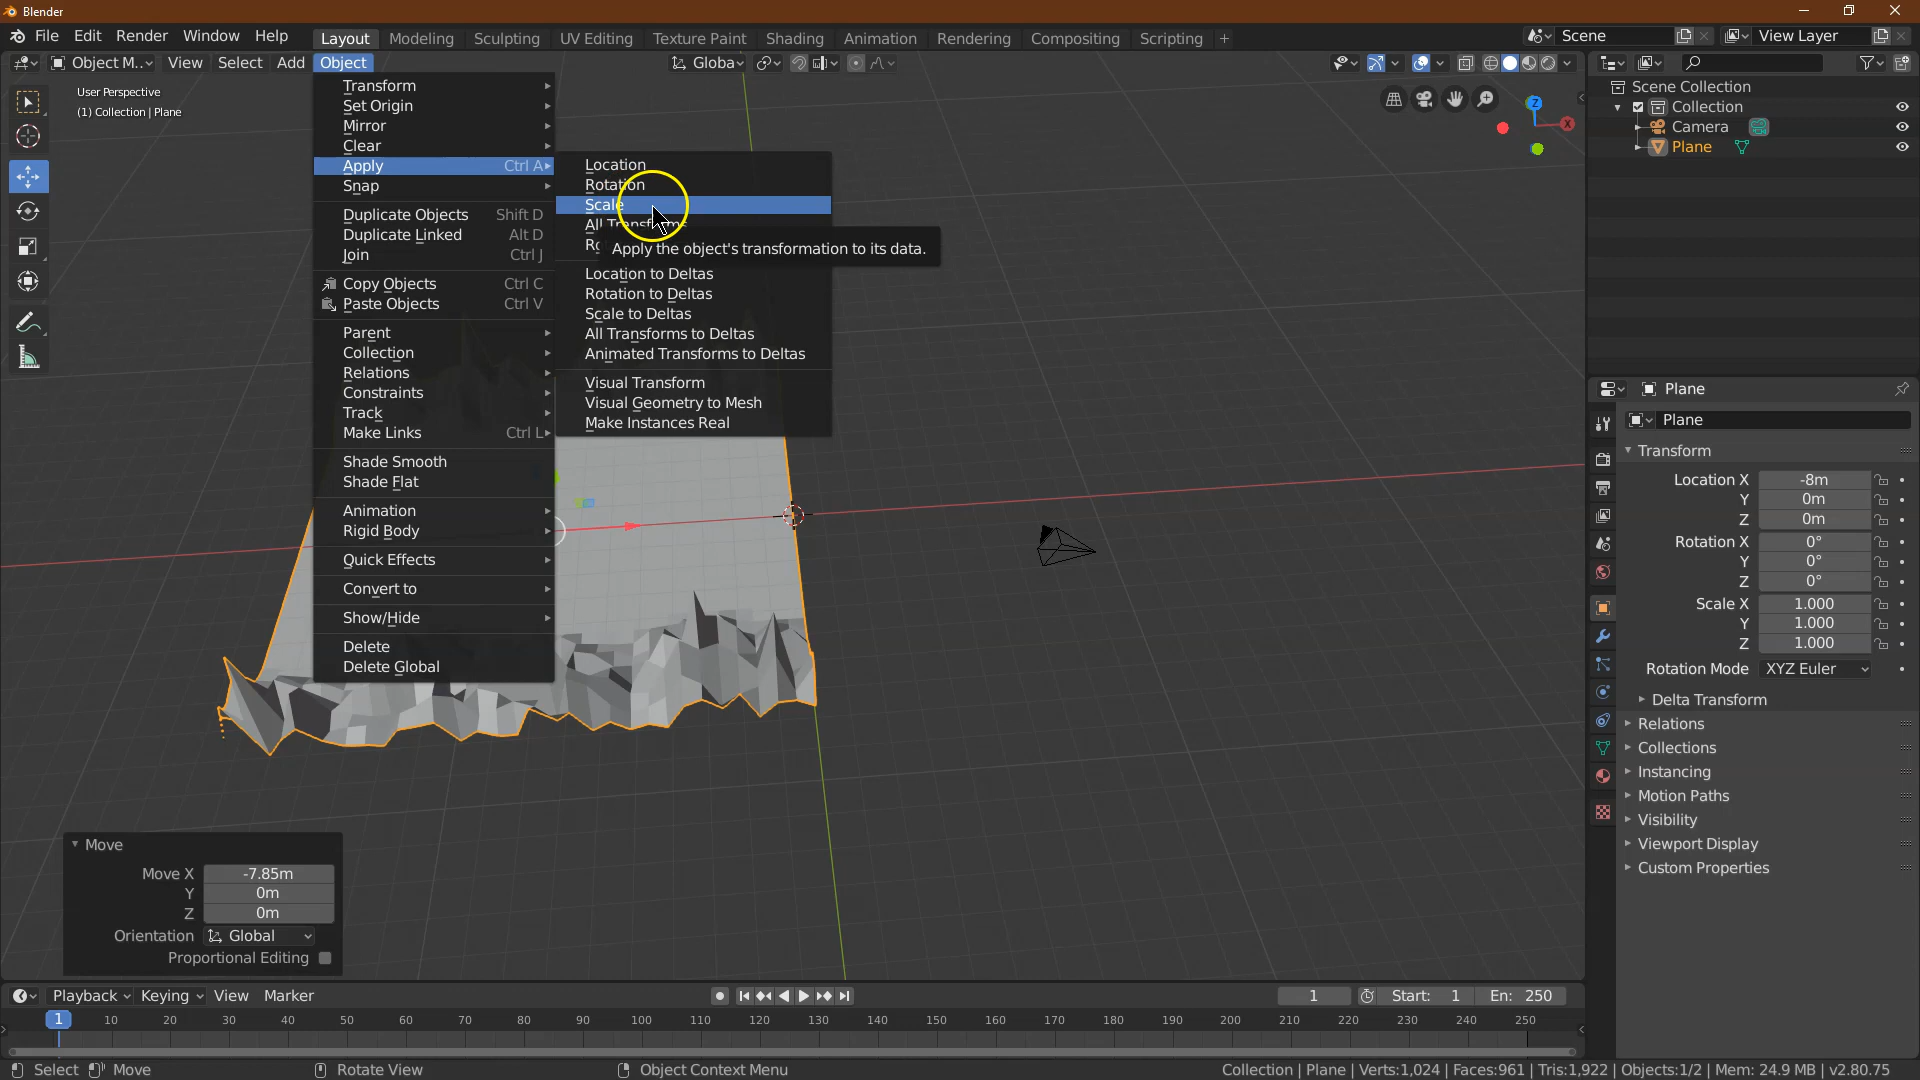 Blender
File Edit Render Window Help Layout Modeling Sculpting UV Editing Texture Paint Shading Animation Rendering Compositing Scripting + Scene View Layer
Object M.. View Select Add Object Globa
User Perspective
(1) Collection | Plane
Transform
Set Origin
Mirror
Clear
Apply Ctrl A
Snap
Duplicate Objects Shift D
Duplicate Linked Alt D
Join Ctrl J
Copy Objects Ctrl C
Paste Objects Ctrl V
Parent
Collection
Relations
Constraints
Track
Make Links Ctrl L
Shade Smooth
Shade Flat
Animation
Rigid Body
Quick Effects
Convert to
Show/Hide
Delete
Delete Global
Location
Rotation
Scale
All Transforms
Apply the object's transformation to its data.
Location to Deltas
Rotation to Deltas
Scale to Deltas
All Transforms to Deltas
Animated Transforms to Deltas
Visual Transform
Visual Geometry to Mesh
Make Instances Real
Z
X
Scene Collection
Collection
Camera
Plane
Plane
Plane
Transform
Location X -8m
Y 0m
Z 0m
Rotation X 0°
Y 0°
Z 0°
Scale X 1.000
Y 1.000
Z 1.000
Rotation Mode XYZ Euler
Delta Transform
Relations
Collections
Instancing
Motion Paths
Visibility
Viewport Display
Custom Properties
Move
Move X -7.85m
Y 0m
Z 0m
Orientation Global
Proportional Editing
Playback Keying View Marker 1 Start: 1 En: 250
1 10 20 30 40 50 60 70 80 90 100 110 120 130 140 150 160 170 180 190 200 210 220 230 240 250
Select Move Rotate View Object Context Menu Collection | Plane | Verts:1,024 | Faces:961 | Tris:1,922 | Objects:1/2 | Mem: 24.9 MB | v2.80.75